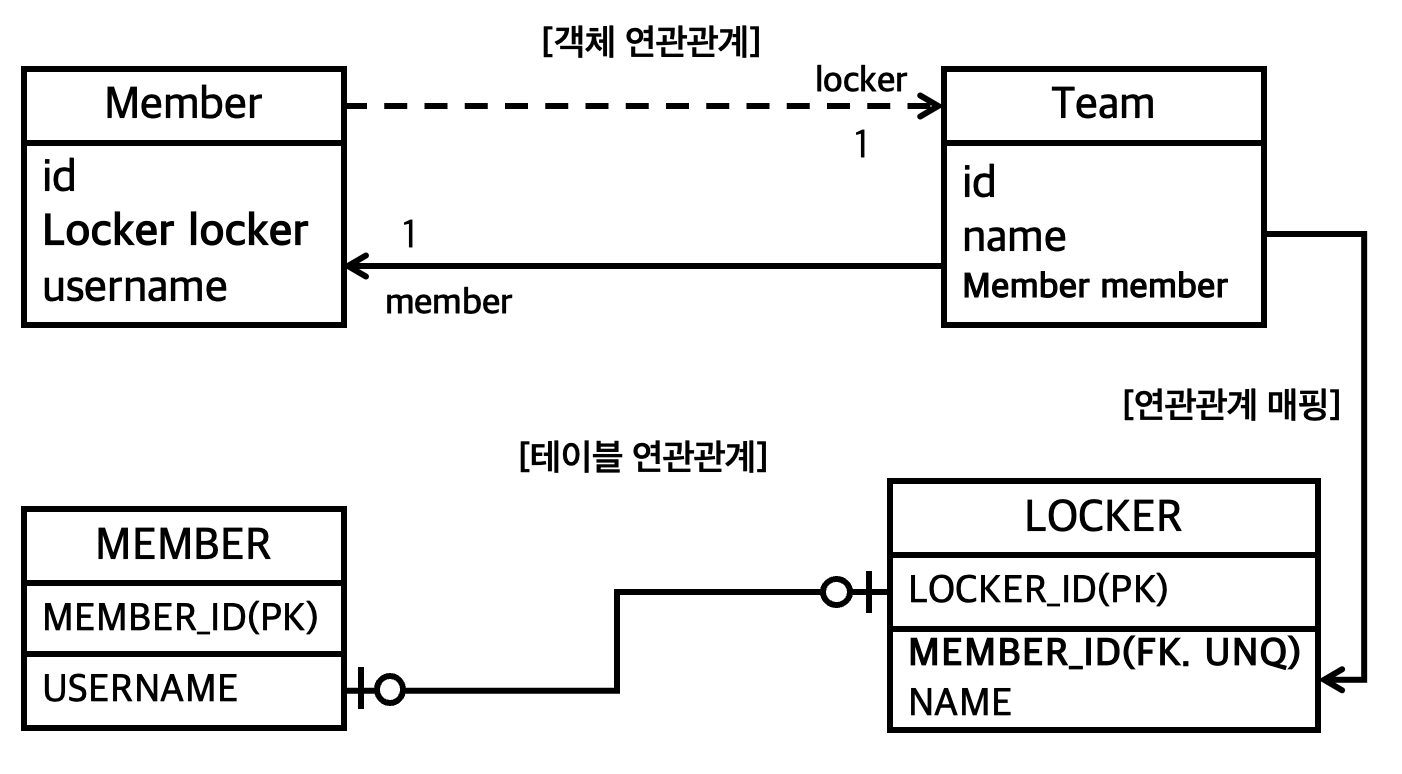 [객체 연관관계]
Member
locker
Team
1
id
Locker locker
username
1
member
id
name
Member member
[연관관계 매핑]
[테이블 연관관계]
MEMBER
MEMBER_ID(PK)
USERNAME
LOCKER
LOCKER_ID(PK)
MEMBER_ID(FK. UNQ)
NAME